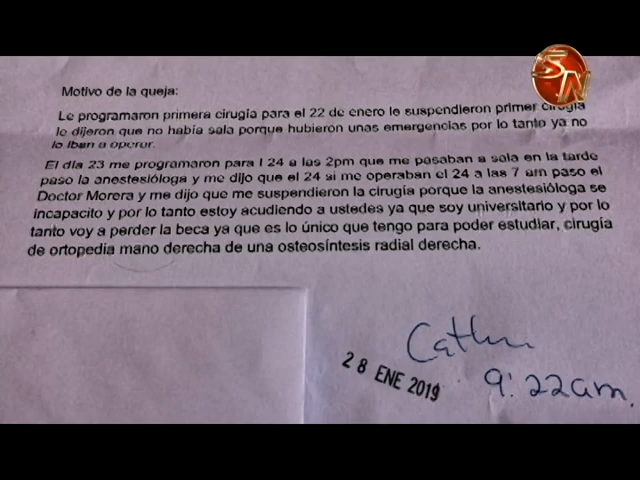 SN
Motivo de la queja:
Le programaron primera cirugía para el 22 de enero le suspendieron primer cirugía
le dijeron que no había sala porque hubieron unas emergencias por lo tanto ya no
lo iban a operar.
El día 23 me programaron para l 24 a las 2pm que me pasaban a sala en la tarde
paso la anestesióloga y me dijo que el 24 si me operaban el 24 a las 7 am paso el
Doctor Morera y me dijo que me suspendieron la cirugía porque la anestesióloga se
incapacito y por lo tanto estoy acudiendo a ustedes ya que soy universitario y por lo
tanto voy a perder la beca ya que es lo único que tengo para poder estudiar, cirugía
de ortopedia mano derecha de una osteosíntesis radial derecha.
28 ENE 2019
9:22am.